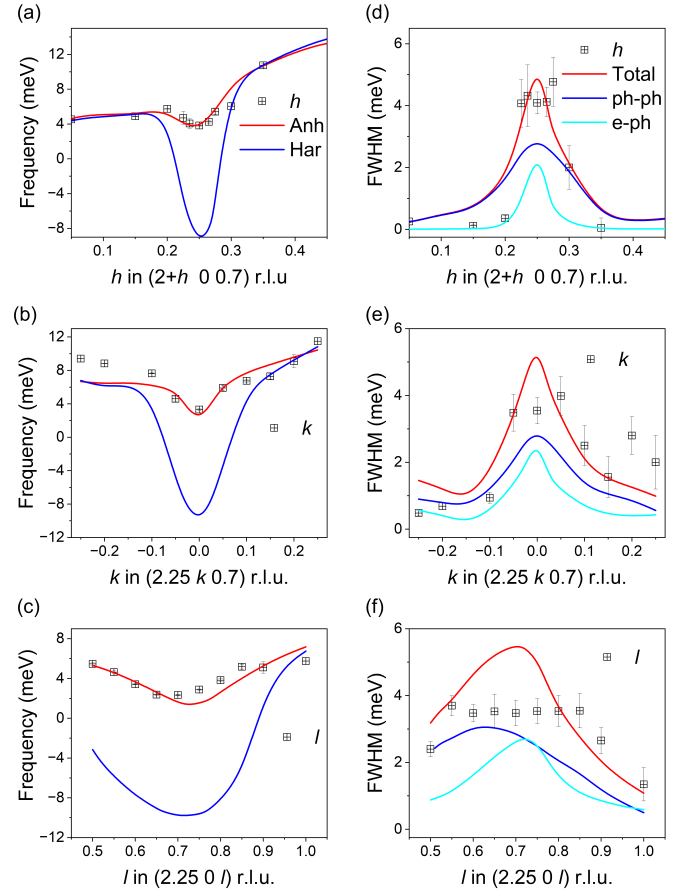 (a)
12
8
4
0
−4
−8
Frequency (meV)
h
Anh
Har
0.1 0.2 0.3 0.4
h in (2+h 0 0.7) r.l.u
(d)
6
4
2
0
FWHM (meV)
h
Total
ph-ph
e-ph
0.1 0.2 0.3 0.4
h in (2+h 0 0.7) r.l.u
(b)
12
8
4
0
−4
−8
−12
Frequency (meV)
k
−0.2 −0.1 0.0 0.1 0.2
k in (2.25 k 0.7) r.l.u.
(e)
6
4
2
0
FWHM (meV)
k
−0.2 −0.1 0.0 0.1 0.2
k in (2.25 k 0.7) r.l.u.
(c)
8
4
0
−4
−8
−12
Frequency (meV)
l
0.5 0.6 0.7 0.8 0.9 1.0
l in (2.25 0 l) r.l.u.
(f)
6
4
2
0
FWHM (meV)
l
0.5 0.6 0.7 0.8 0.9 1.0
l in (2.25 0 l) r.l.u.